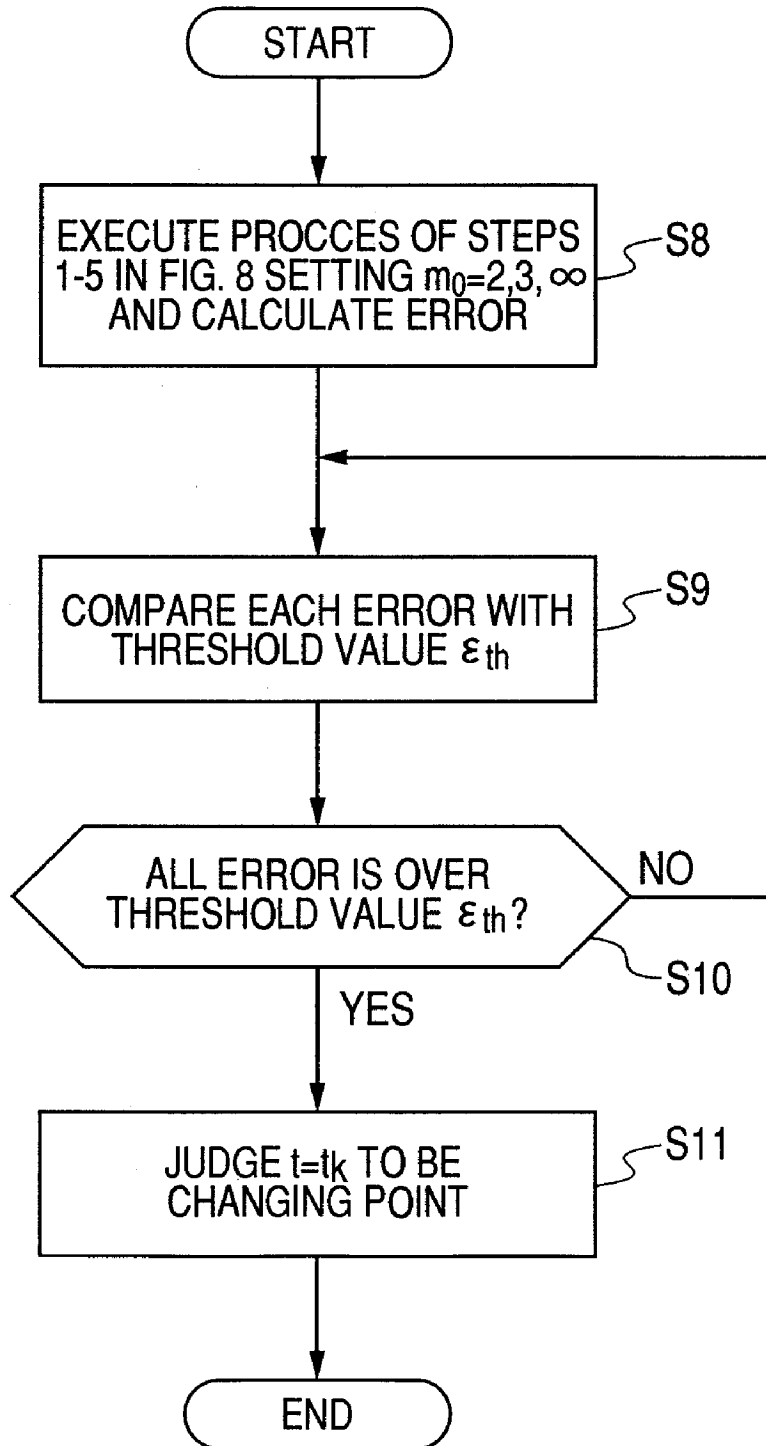 START
EXECUTE PROCCES OF STEPS
1-5 IN FIG. 8 SETTING m0=2,3, ∞
AND CALCULATE ERROR
S8
COMPARE EACH ERROR WITH
THRESHOLD VALUE εth
S9
ALL ERROR IS OVER
THRESHOLD VALUE εth?
NO
S10
YES
JUDGE t=tk TO BE
CHANGING POINT
S11
END